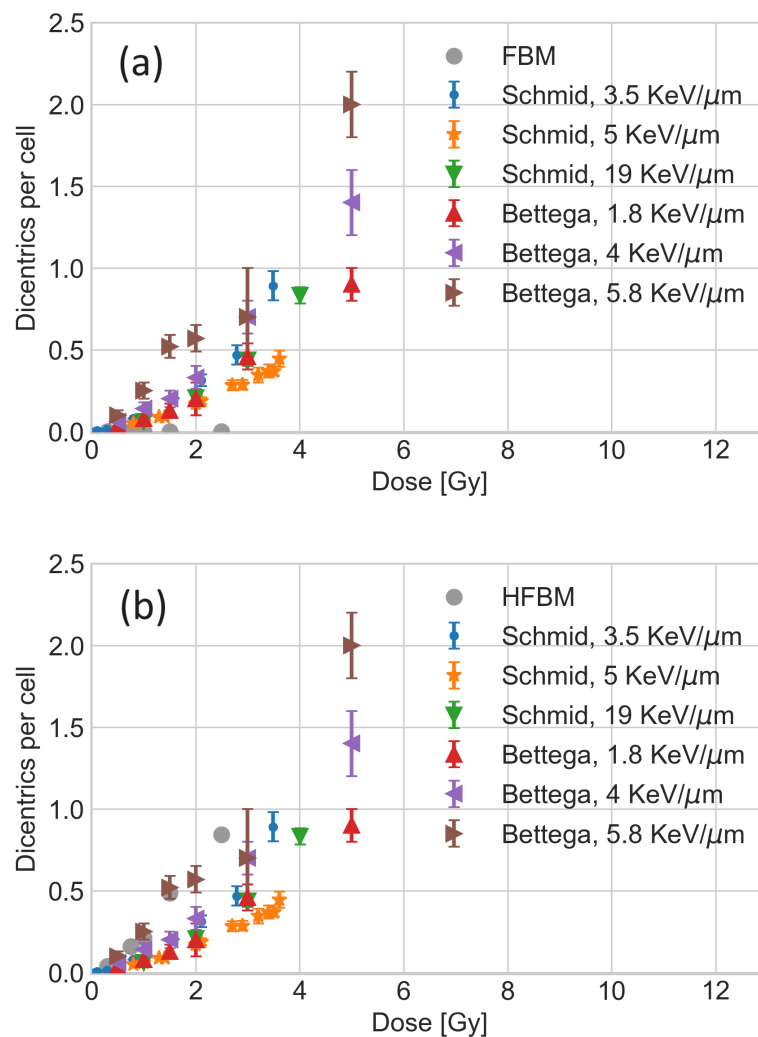 2.5
(a)
FBM
Schmid, 3.5 KeV/μm
2.0
Schmid, 5 KeV/μm
Schmid, 19 KeV/μm
1.5
Bettega, 1.8 KeV/μm
Bettega, 4 KeV/μm
1.0
Bettega, 5.8 KeV/μm
0.5
0.0
Dicentrics per cell
0 2 4 6 8 10 12
Dose [Gy]
2.5
(b)
HFBM
Schmid, 3.5 KeV/μm
2.0
Schmid, 5 KeV/μm
Schmid, 19 KeV/μm
1.5
Bettega, 1.8 KeV/μm
Bettega, 4 KeV/μm
1.0
Bettega, 5.8 KeV/μm
0.5
0.0
Dicentrics per cell
0 2 4 6 8 10 12
Dose [Gy]